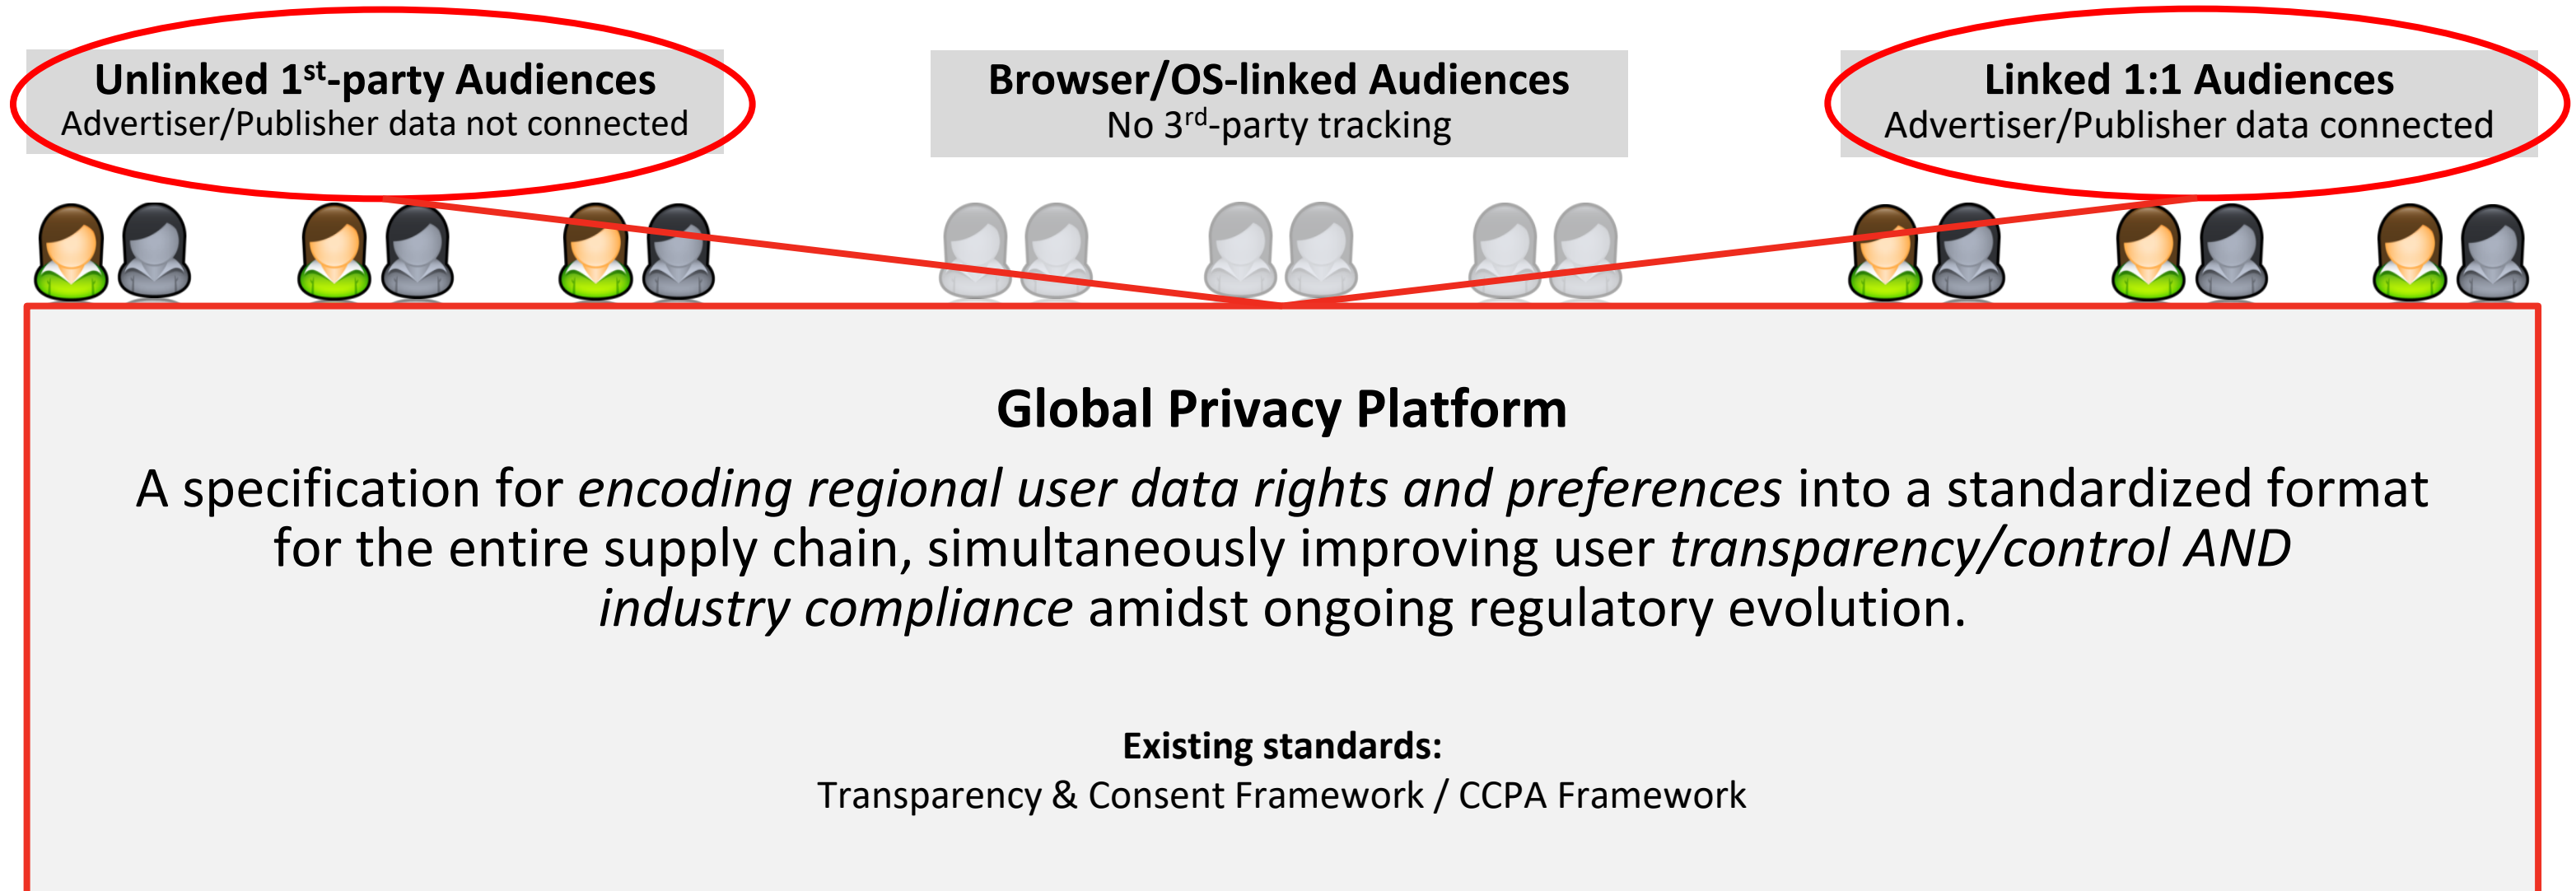 Unlinked 1st-party Audiences
Advertiser/Publisher data not connected
Browser/OS-linked Audiences
No 3rd-party tracking
Linked 1:1 Audiences
Advertiser/Publisher data connected
Global Privacy Platform
A specification for encoding regional user data rights and preferences into a standardized format
for the entire supply chain, simultaneously improving user transparency/control AND
industry compliance amidst ongoing regulatory evolution.
Existing standards:
Transparency & Consent Framework / CCPA Framework